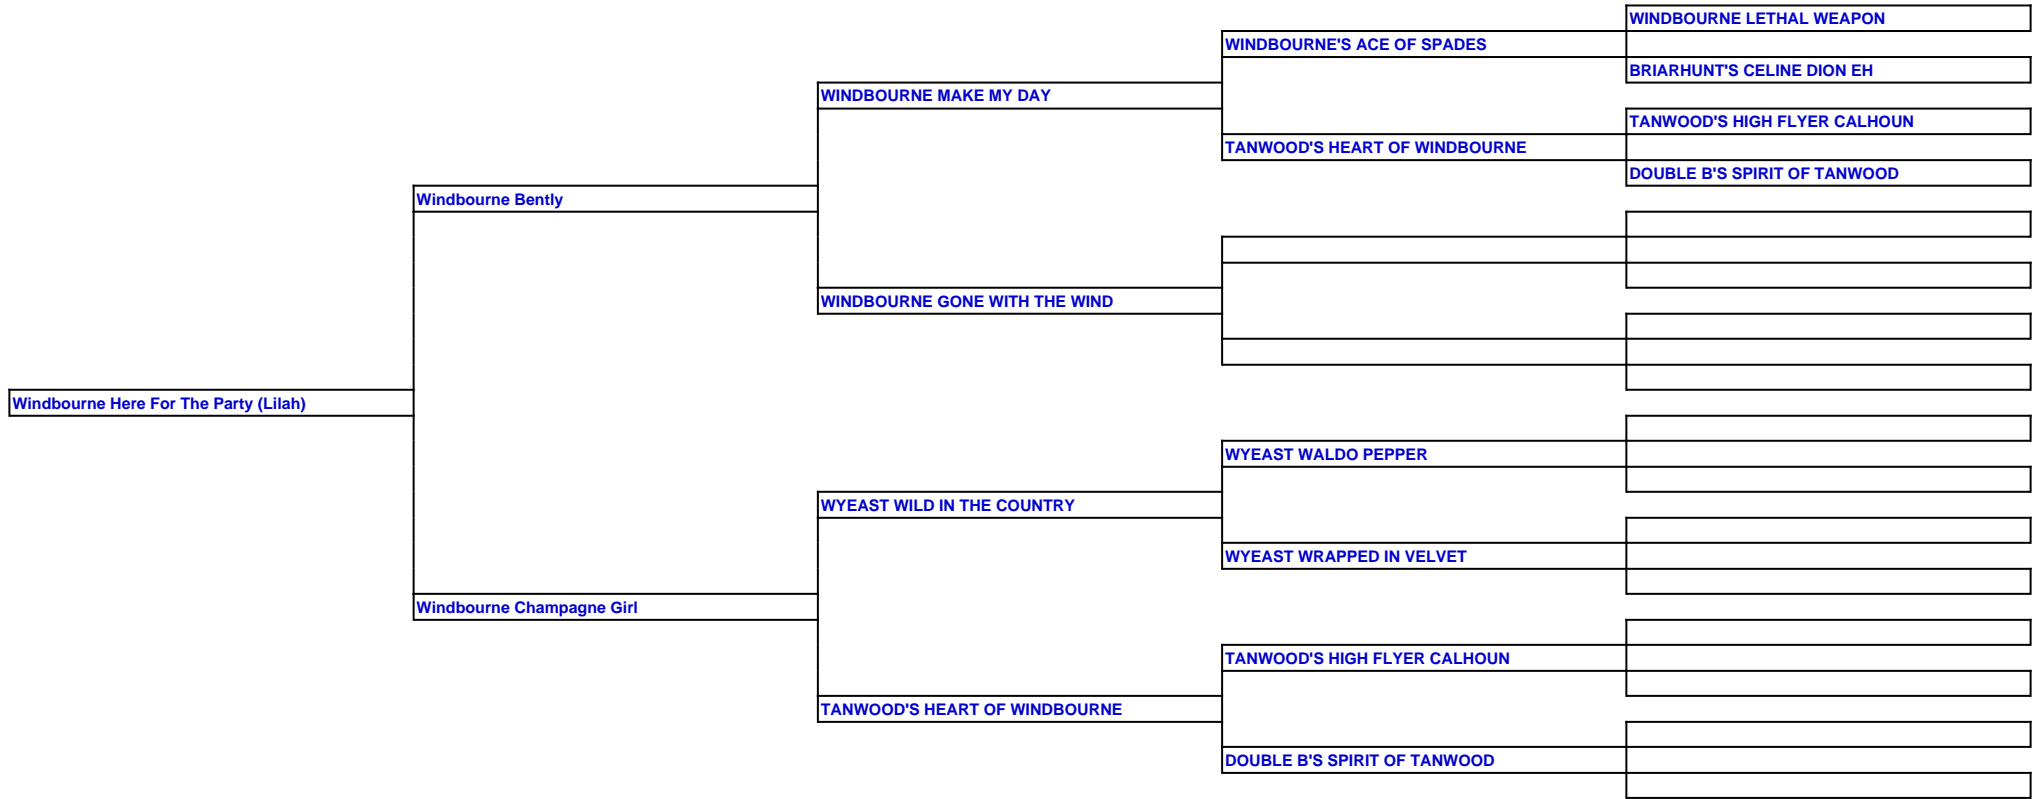 WINDBOURNE LETHAL WEAPON
WINDBOURNE'S ACE OF SPADES
BRIARHUNT'S CELINE DION EH
WINDBOURNE MAKE MY DAY
TANWOOD'S HIGH FLYER CALHOUN
TANWOOD'S HEART OF WINDBOURNE
DOUBLE B'S SPIRIT OF TANWOOD
Windbourne Bently
WINDBOURNE GONE WITH THE WIND
Windbourne Here For The Party (Lilah)
WYEAST WALDO PEPPER
WYEAST WILD IN THE COUNTRY
WYEAST WRAPPED IN VELVET
Windbourne Champagne Girl
TANWOOD'S HIGH FLYER CALHOUN
TANWOOD'S HEART OF WINDBOURNE
DOUBLE B'S SPIRIT OF TANWOOD